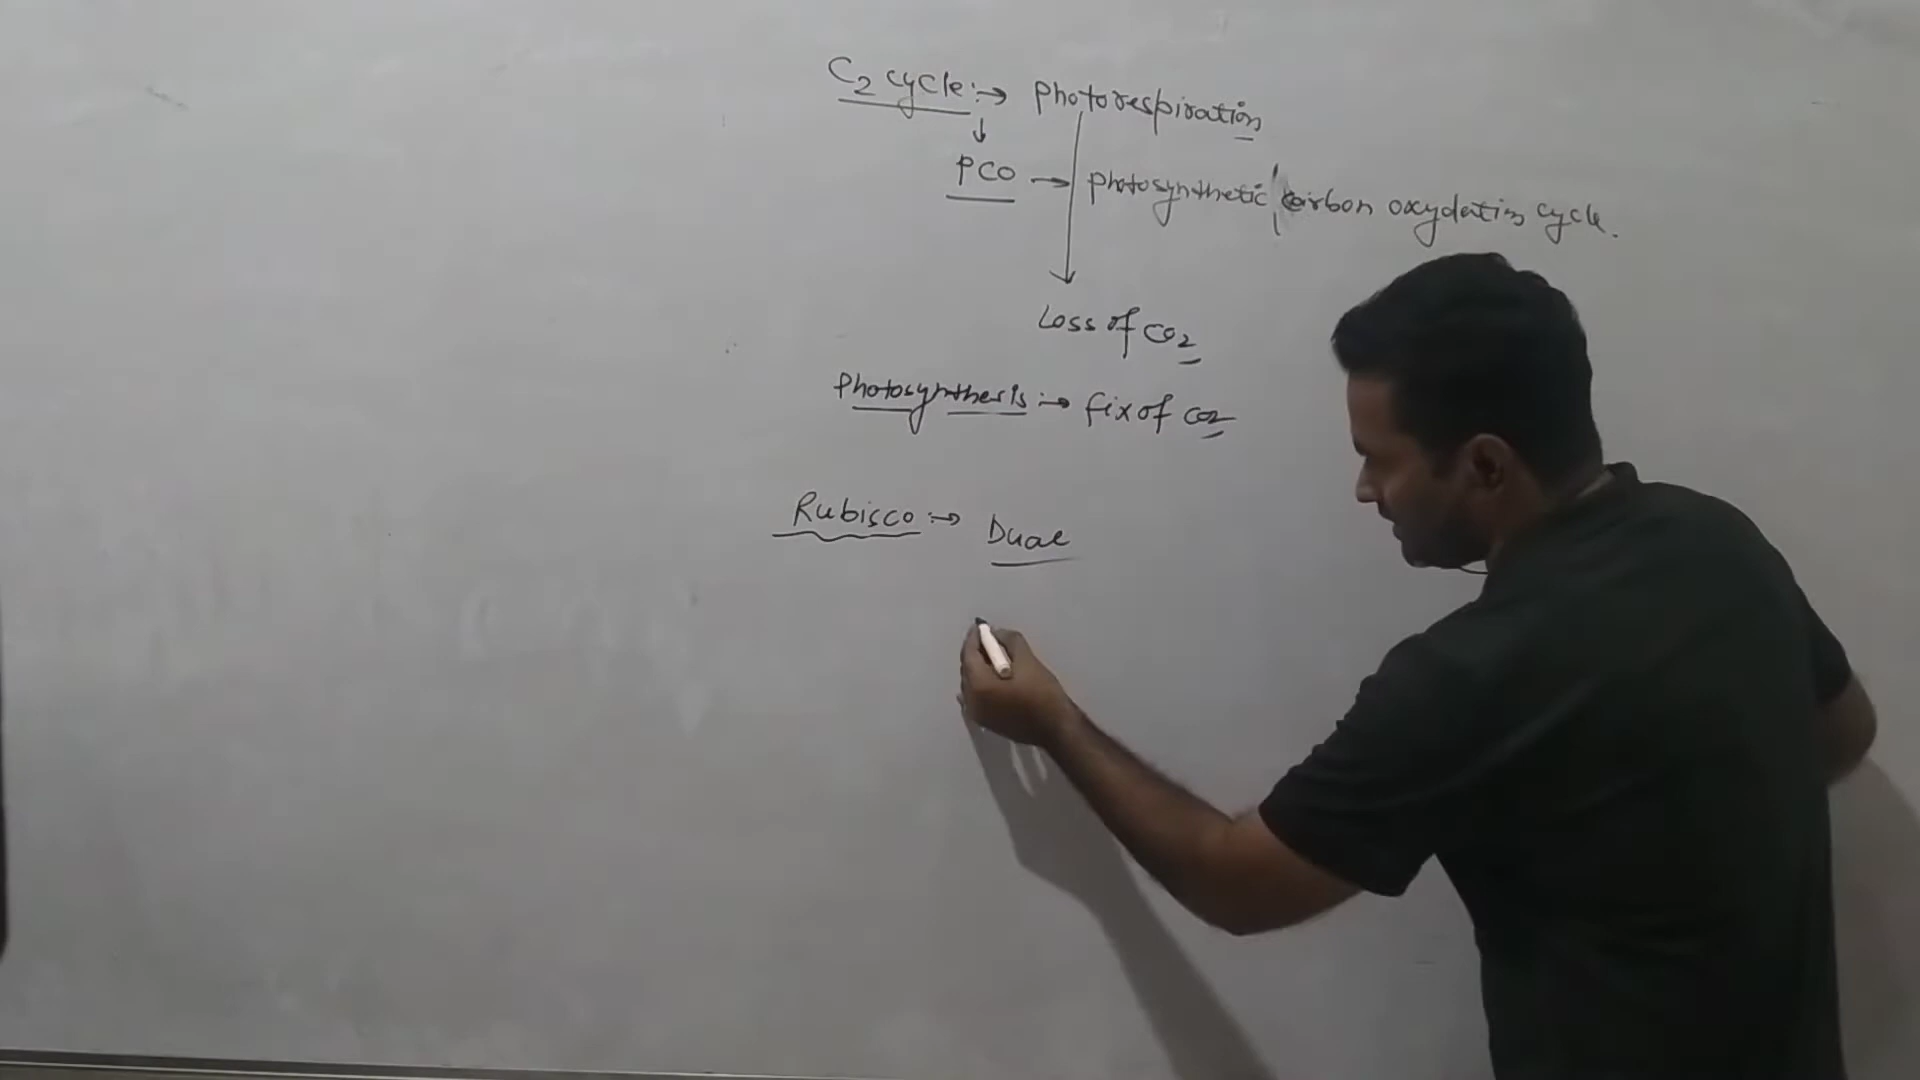 C2 cycle :→ photorespiration
↓
PCO → photosynthetic carbon oxydation cycle.
Loss of CO2
Photosynthesis :→ fix of CO2
Rubisco :→ Dual